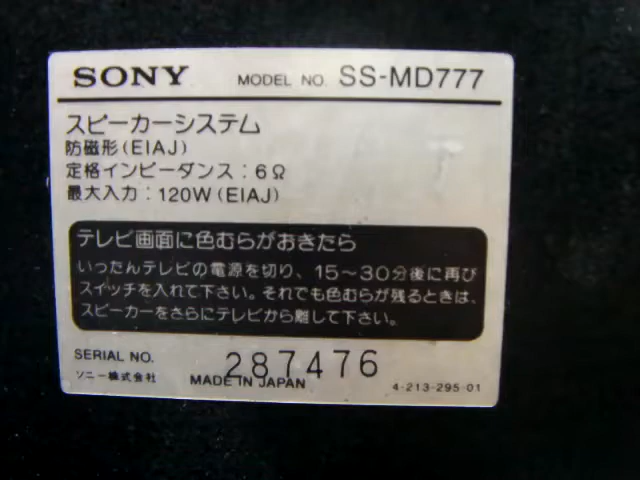 SONY MODEL NO. SS-MD777
スピーカーシステム
防磁形(EIAJ)
定格インピーダンス:6Ω
最大入力:120W(EIAJ)
テレビ画面に色むらがおきたら
いったんテレビの電源を切り、15〜30分後に再び
スイッチを入れて下さい。それでも色むらが残るときは、
スピーカーをさらにテレビから離して下さい。
SERIAL NO. 287476
ソニー株式会社 MADE IN JAPAN 4-213-295-01